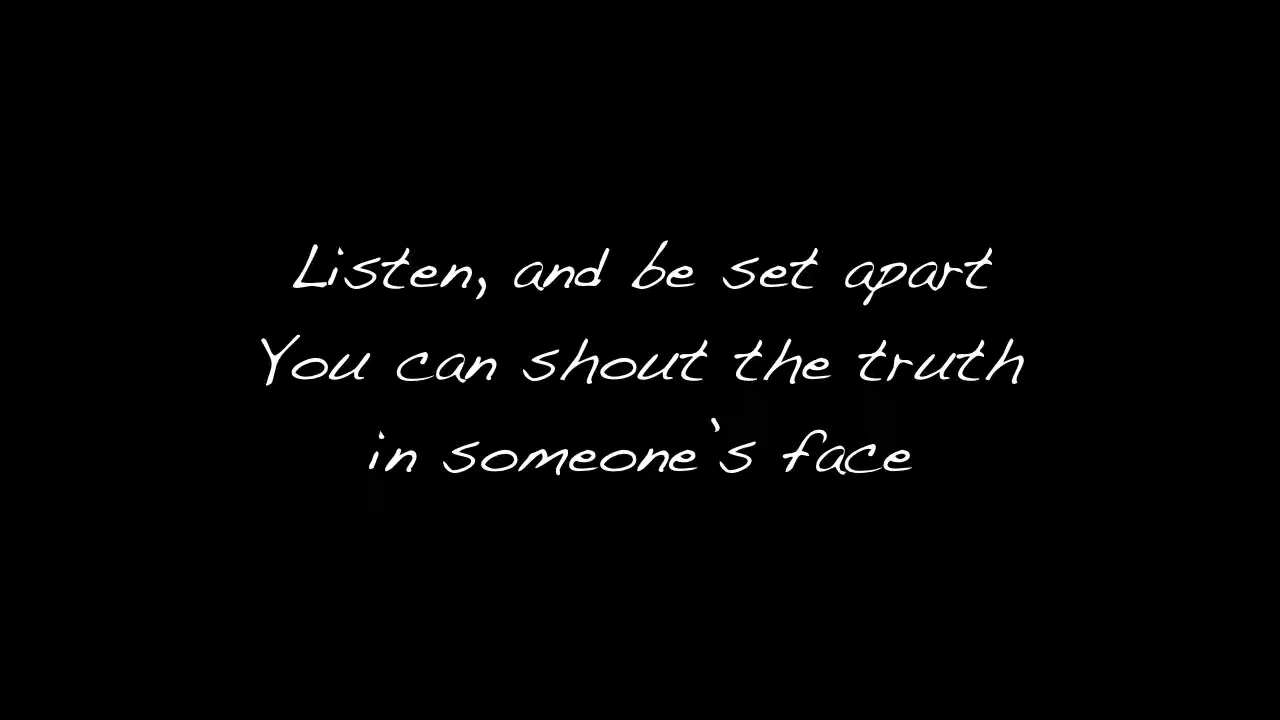 Listen, and be set apart
You can shout the truth
in someone's face